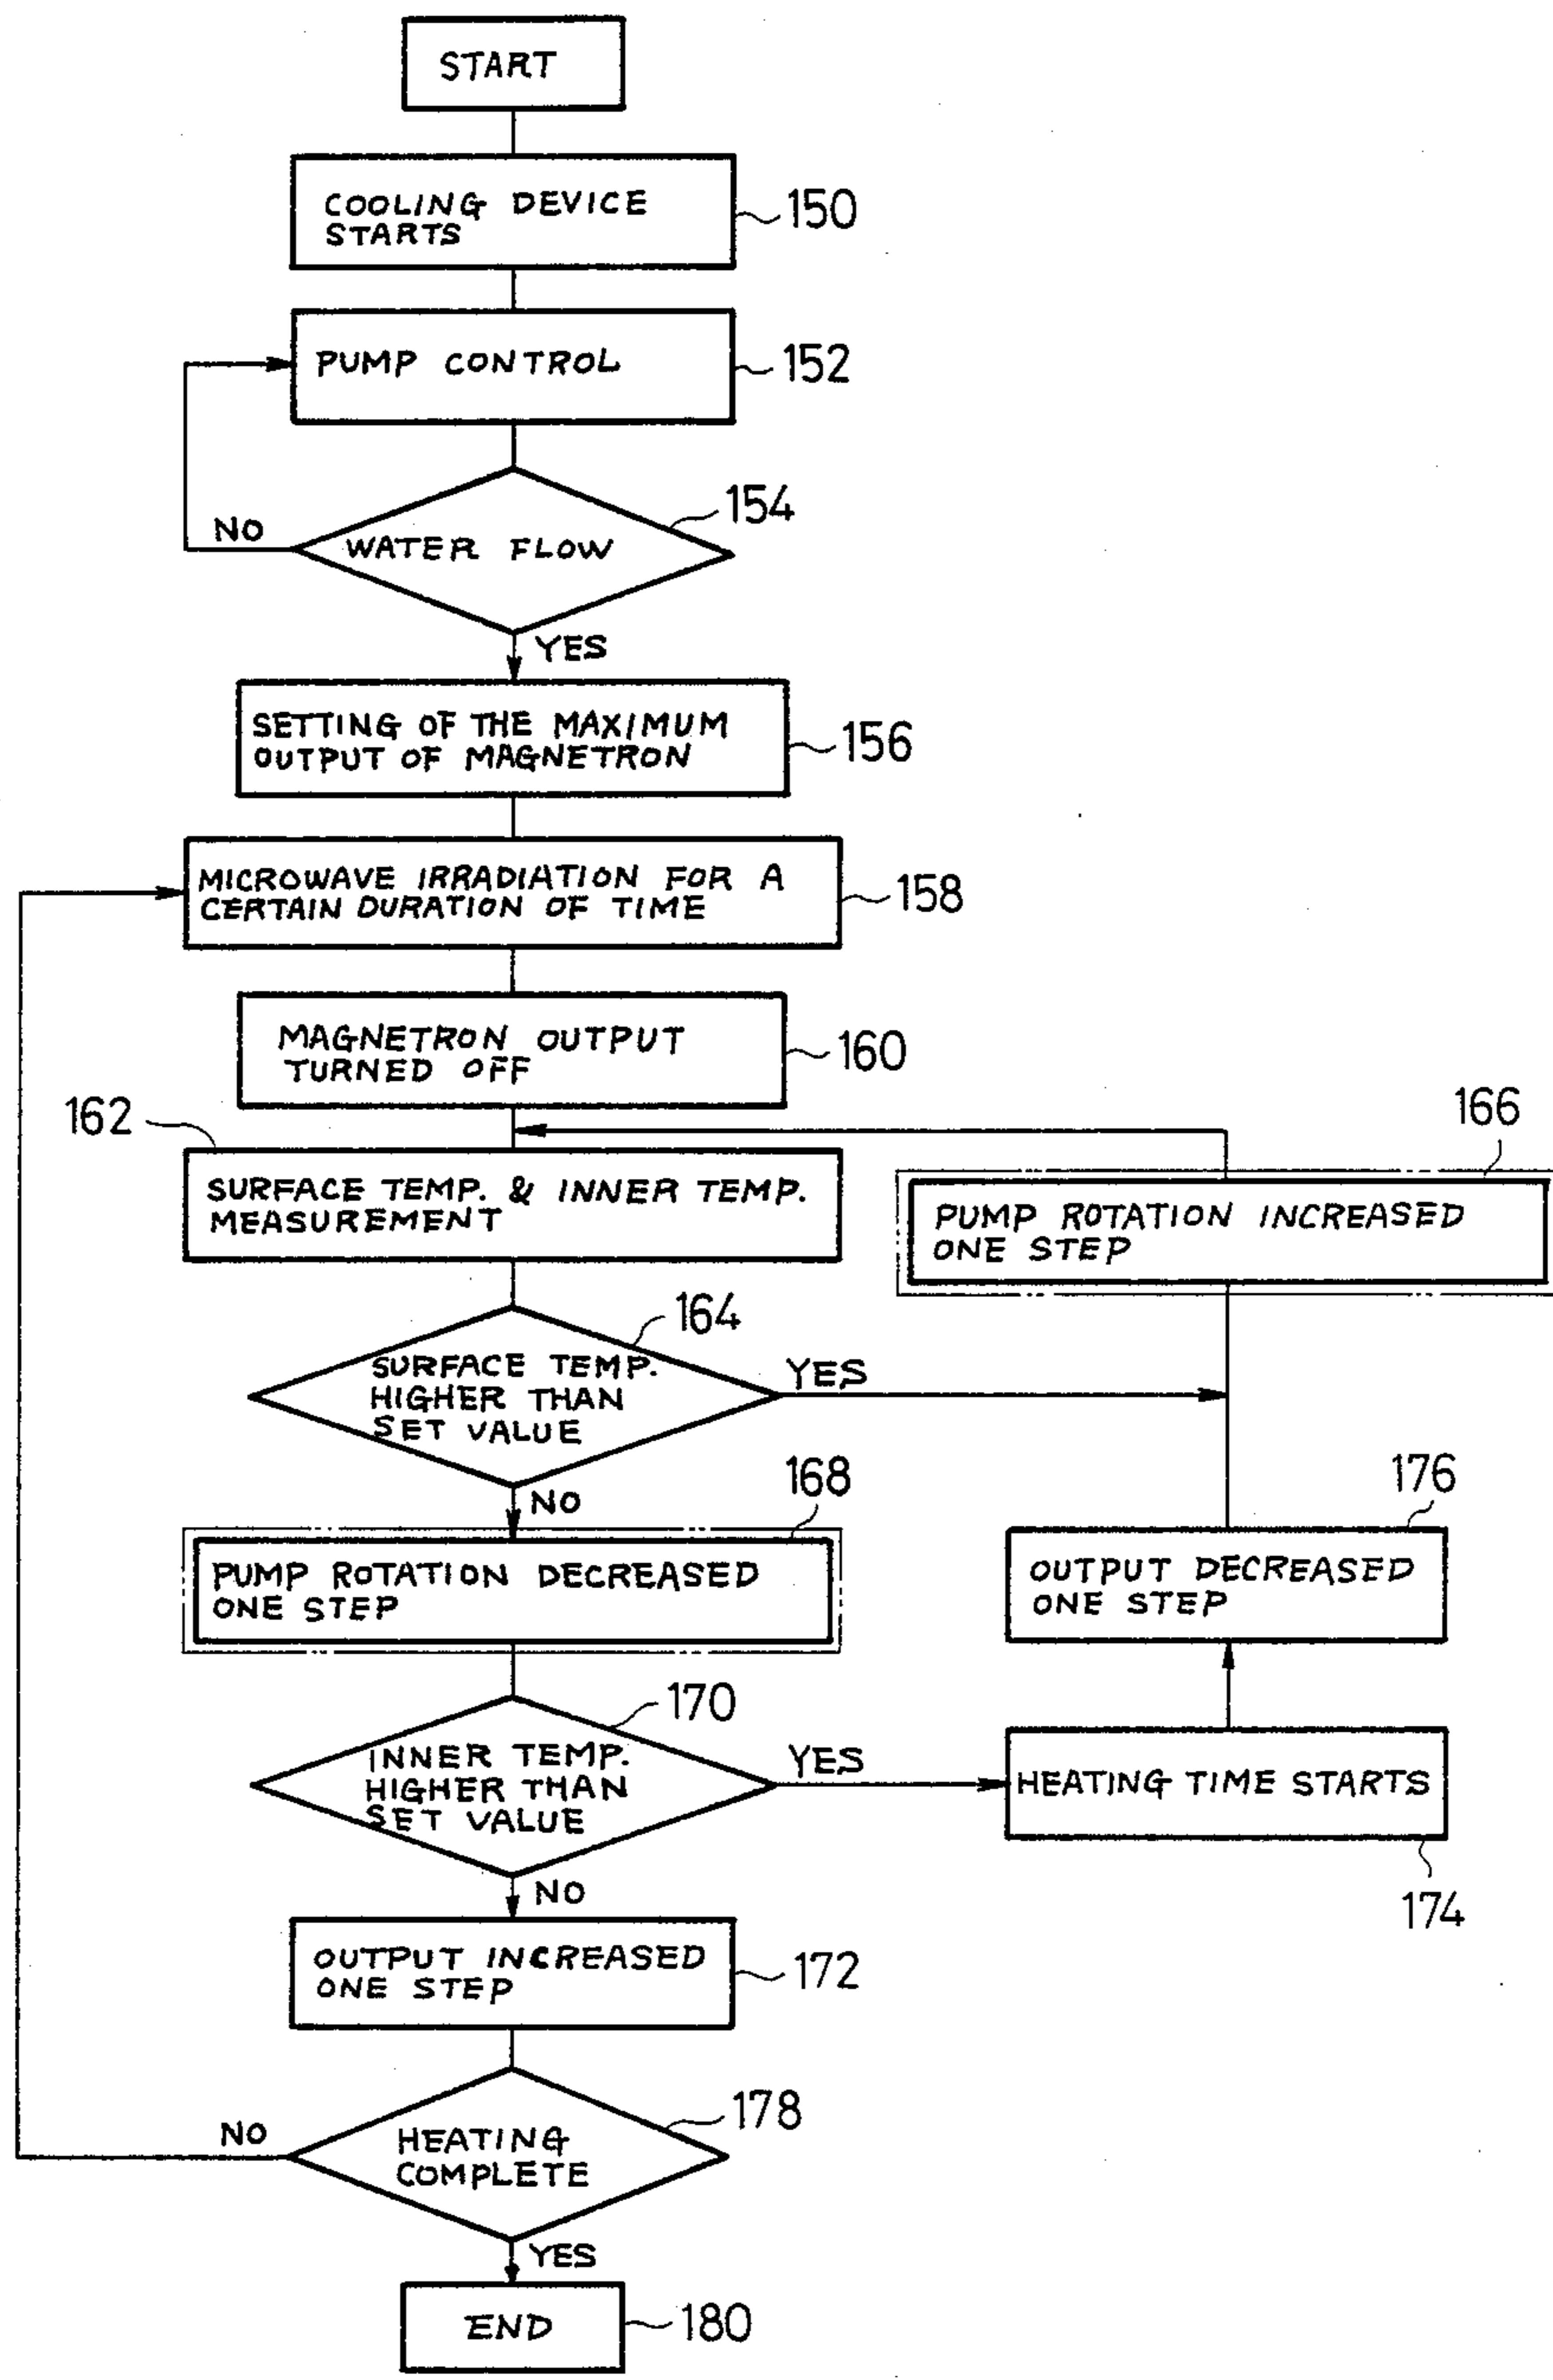 START
COOLING DEVICE
STARTS
150
PUMP CONTROL
152
154
WATER FLOW
NO
YES
SETTING OF THE MAXIMUM
OUTPUT OF MAGNETRON
156
MICROWAVE IRRADIATION FOR A
CERTAIN DURATION OF TIME
158
MAGNETRON OUTPUT
TURNED OFF
160
162
SURFACE TEMP. & INNER TEMP.
MEASUREMENT
166
PUMP ROTATION INCREASED
ONE STEP
164
SURFACE TEMP.
HIGHER THAN
SET VALUE
YES
NO
168
PUMP ROTATION DECREASED
ONE STEP
176
OUTPUT DECREASED
ONE STEP
170
INNER TEMP.
HIGHER THAN
SET VALUE
YES
HEATING TIME STARTS
174
NO
OUTPUT INCREASED
ONE STEP
172
178
HEATING
COMPLETE
NO
YES
END
180